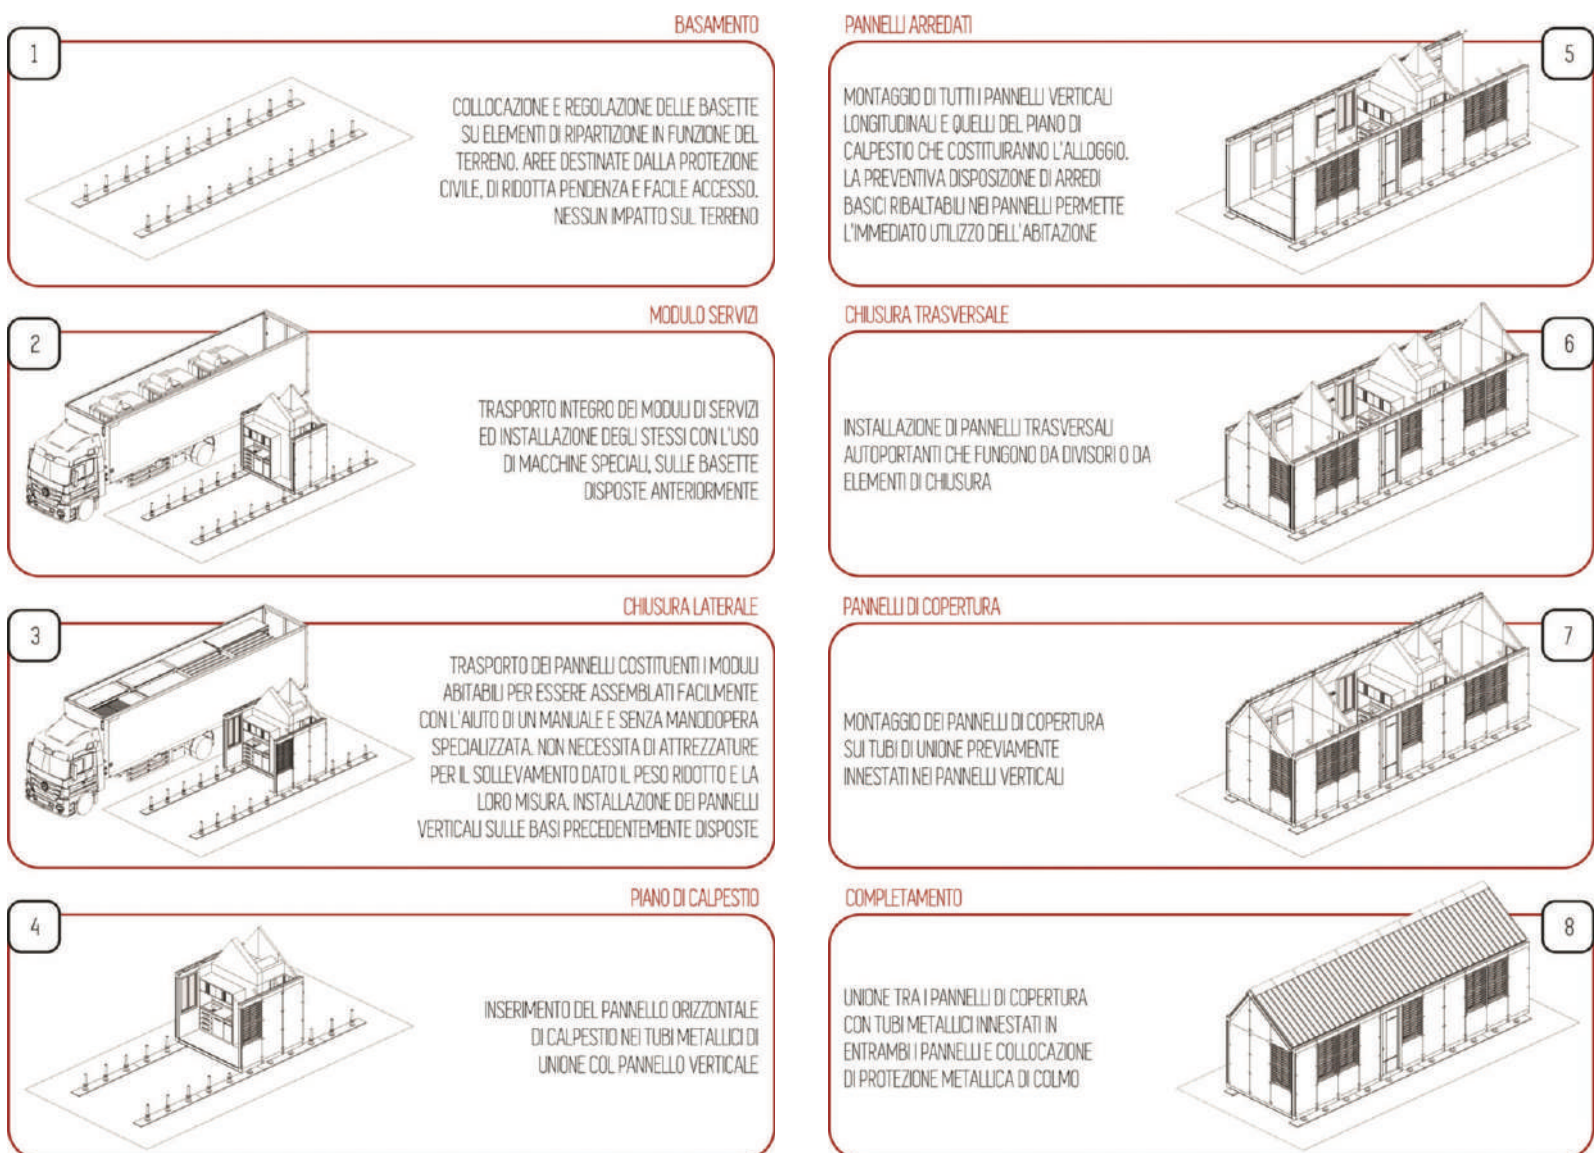 1
BASAMENTO
COLLOCAZIONE E REGOLAZIONE DELLE BASETTE
SU ELEMENTI DI RIPARTIZIONE IN FUNZIONE DEL
TERRENO. AREE DESTINATE DALLA PROTEZIONE
CIVILE, DI RIDOTTA PENDENZA E FACILE ACCESSO.
NESSUN IMPATTO SUL TERRENO
2
MODULO SERVIZI
TRASPORTO INTEGRO DEI MODULI DI SERVIZI
ED INSTALLAZIONE DEGLI STESSI CON L'USO
DI MACCHINE SPECIALI, SULLE BASETTE
DISPOSTE ANTERIORMENTE
3
CHIUSURA LATERALE
TRASPORTO DEI PANNELLI COSTITUENTI I MODULI
ABITABILI PER ESSERE ASSEMBLATI FACILMENTE
CON L'AIUTO DI UN MANUALE E SENZA MANODOPERA
SPECIALIZZATA. NON NECESSITA DI ATTREZZATURE
PER IL SOLLEVAMENTO DATO IL PESO RIDOTTO E LA
LORO MISURA. INSTALLAZIONE DEI PANNELLI
VERTICALI SULLE BASI PRECEDENTEMENTE DISPOSTE
4
PIANO DI CALPESTIO
INSERIMENTO DEL PANNELLO ORIZZONTALE
DI CALPESTIO NEI TUBI METALLICI DI
UNIONE COL PANNELLO VERTICALE
PANNELLI ARREDATI
5
MONTAGGIO DI TUTTI I PANNELLI VERTICALI
LONGITUDINALI E QUELLI DEL PIANO DI
CALPESTIO CHE COSTITUIRANNO L'ALLOGGIO.
LA PREVENTIVA DISPOSIZIONE DI ARREDI
BASICI RIBALTABILI NEI PANNELLI PERMETTE
L'IMMEDIATO UTILIZZO DELL'ABITAZIONE
CHIUSURA TRASVERSALE
6
INSTALLAZIONE DI PANNELLI TRASVERSALI
AUTOPORTANTI CHE FUNGONO DA DIVISORI O DA
ELEMENTI DI CHIUSURA
PANNELLI DI COPERTURA
7
MONTAGGIO DEI PANNELLI DI COPERTURA
SUI TUBI DI UNIONE PREVIAMENTE
INNESTATI NEI PANNELLI VERTICALI
COMPLETAMENTO
8
UNIONE TRA I PANNELLI DI COPERTURA
CON TUBI METALLICI INNESTATI IN
ENTRAMBI I PANNELLI E COLLOCAZIONE
DI PROTEZIONE METALLICA DI COLMO